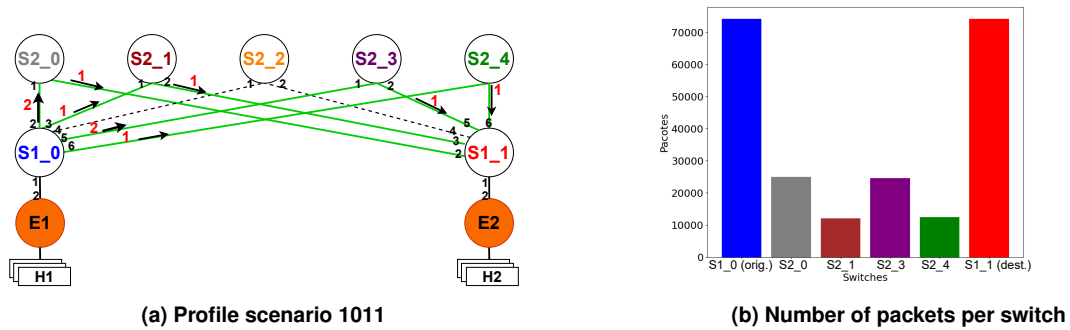 S2_0 S2_1 S2_2 S2_3 S2_4
1 1 1 2 1 2 1 2 1 2 1
2 1 1 6
2 3 4 2 5 4
5 1 3
S1_0 6 2 S1_1
1 1
2 2
E1 E2
H1 H2
(a) Profile scenario 1011
70000
60000
50000
40000
30000
20000
10000
0
Pacotes
S1_0 (orig.) S2_0 S2_1 S2_3 S2_4 S1_1 (dest.)
Switches
(b) Number of packets per switch